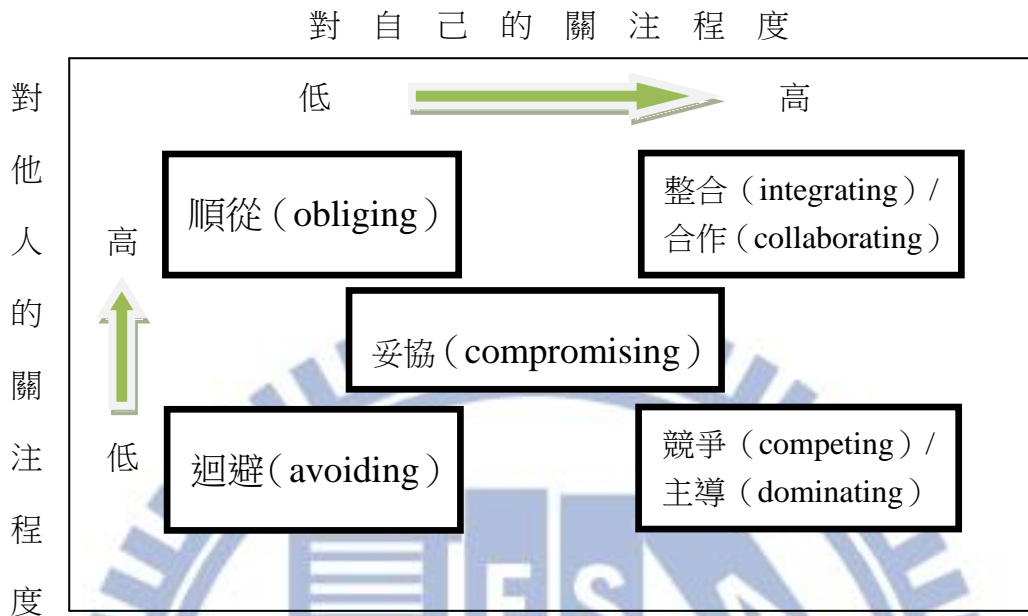 對自己的關注程度
對他人的關注程度
低
高
順從（obliging）
整合（integrating）/
合作（collaborating）
高
妥協（compromising）
低
迴避（avoiding）
競爭（competing）/
主導（dominating）
ESA